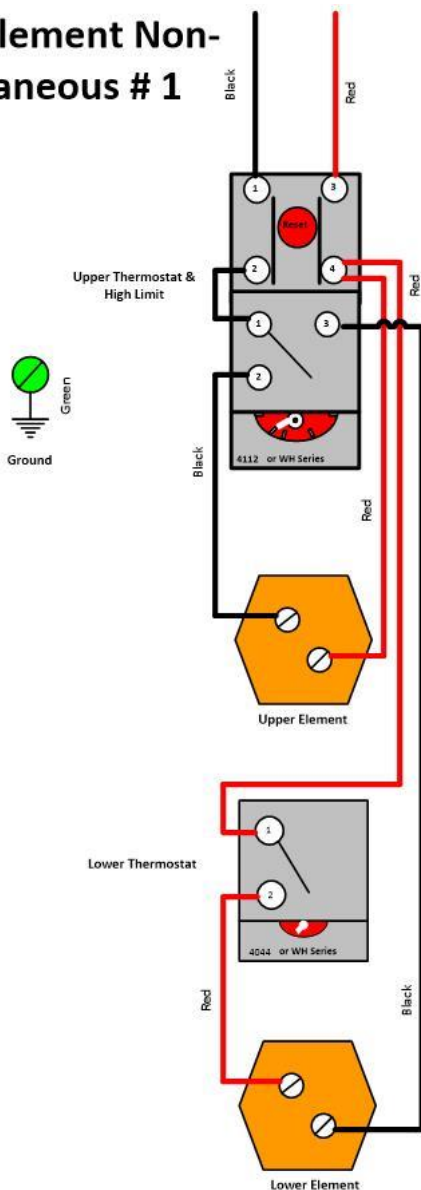 lement Non-
aneous # 1
Black
Red
1
3
Reset
2
4
Upper Thermostat &
High Limit
Red
1
3
2
Green
Ground
Black
4112 or WH Series
Red
Upper Element
1
Lower Thermostat
2
4044 or WH Series
Red
Black
Lower Element